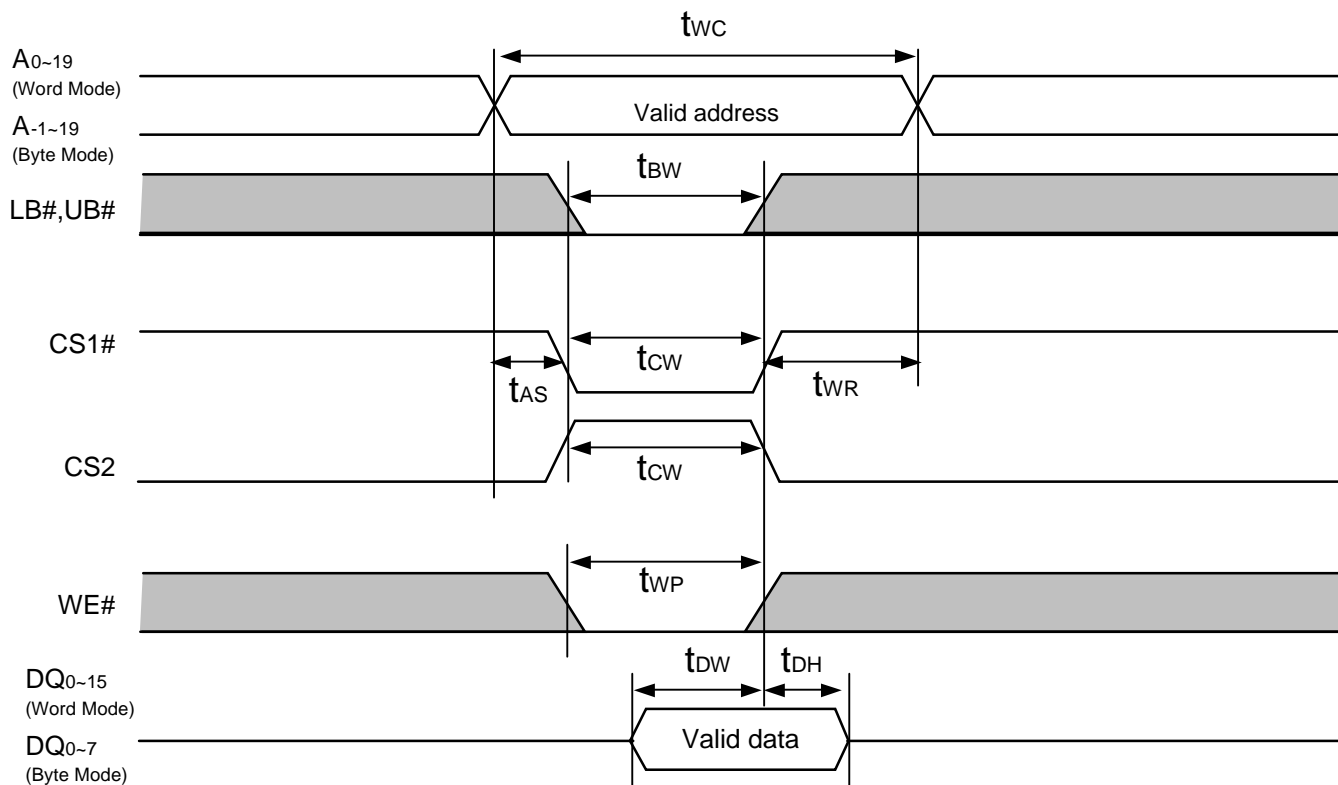 tWC
A0~19
(Word Mode)
Valid address
A-1~19
(Byte Mode)
tBW
LB#,UB#
CS1#
tCW
tAS
tWR
CS2
tCW
WE#
tWP
tDW
tDH
DQ0~15
(Word Mode)
Valid data
DQ0~7
(Byte Mode)